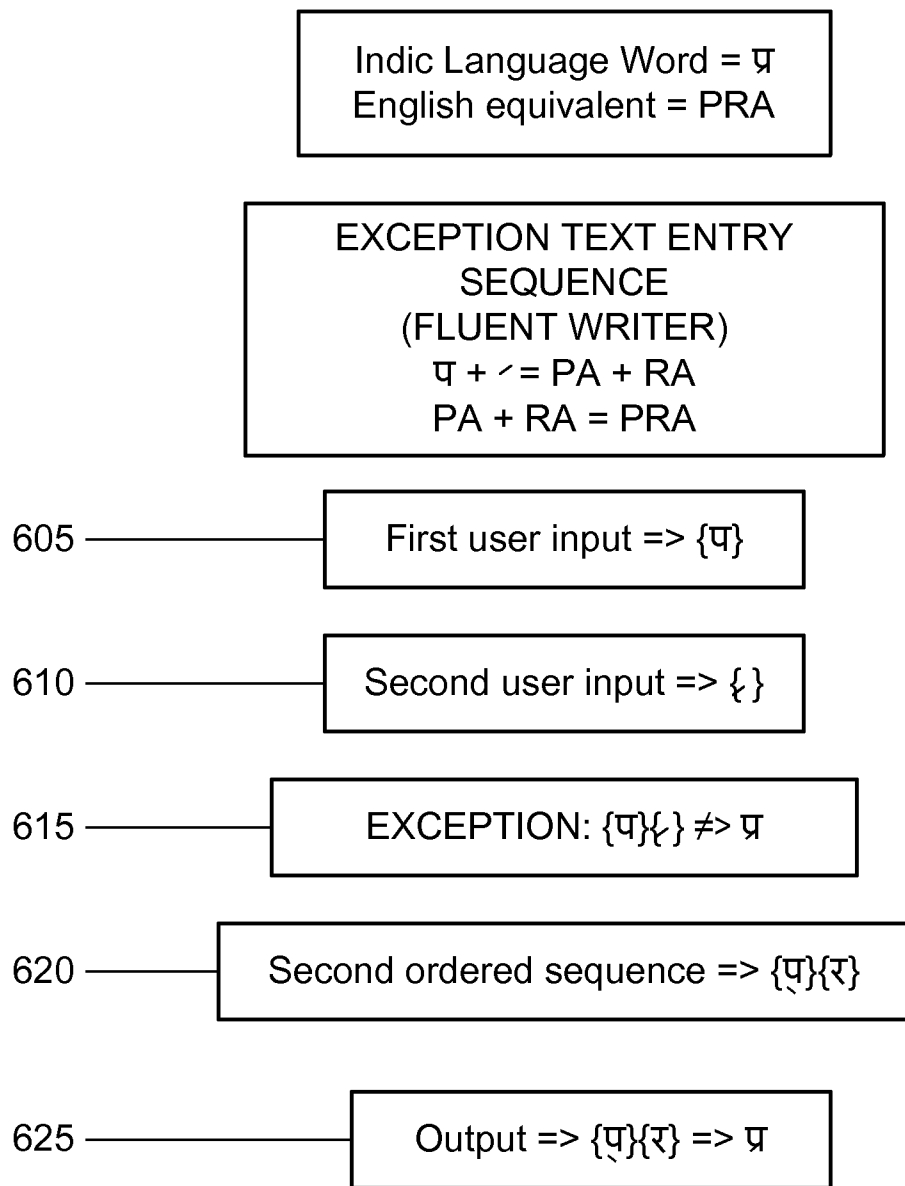 Indic Language Word = प्र
English equivalent = PRA
EXCEPTION TEXT ENTRY
SEQUENCE
(FLUENT WRITER)
प + ⸝ = PA + RA
PA + RA = PRA
605
First user input => {प}
610
Second user input => {⸝}
615
EXCEPTION: {प}{⸝} ≠> प्र
620
Second ordered sequence => {प्}{र}
625
Output => {प्}{र} => प्र